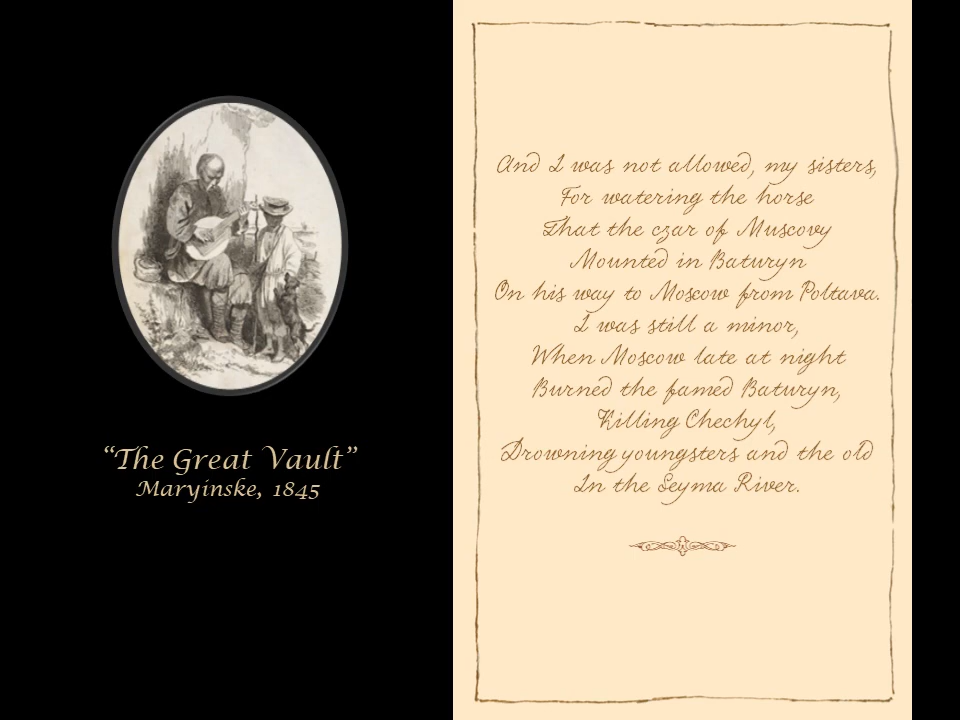 “The Great Vault”
Maryinske, 1845
And I was not allowed, my sisters,
For watering the horse
That the czar of Muscovy
Mounted in Baturyn
On his way to Moscow from Poltava.
I was still a minor,
When Moscow late at night
Burned the famed Baturyn,
Killing Chechyl,
Drowning youngsters and the old
In the Seyma River.